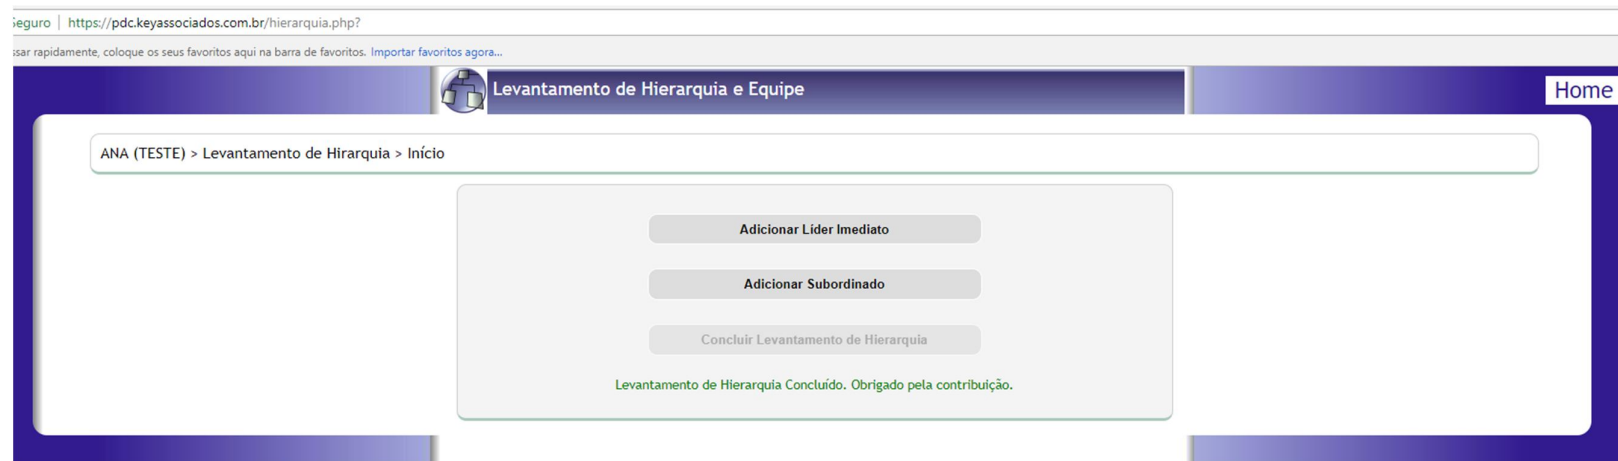 Seguro | https://pdc.keyassociados.com.br/hierarquia.php?
ssar rapidamente, coloque os seus favoritos aqui na barra de favoritos. Importar favoritos agora...
Levantamento de Hierarquia e Equipe
Home
ANA (TESTE) > Levantamento de Hirarquia > Início
Adicionar Líder Imediato
Adicionar Subordinado
Concluir Levantamento de Hierarquia
Levantamento de Hierarquia Concluído. Obrigado pela contribuição.